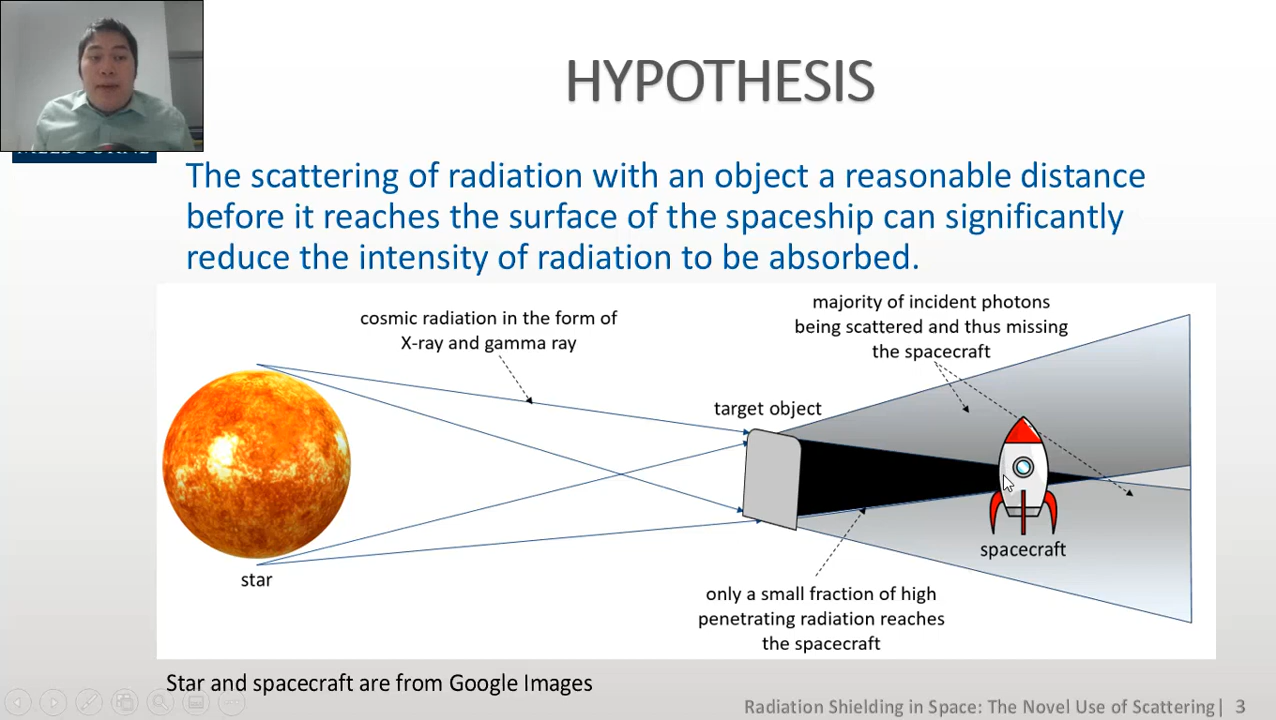 HYPOTHESIS
The scattering of radiation with an object a reasonable distance
before it reaches the surface of the spaceship can significantly
reduce the intensity of radiation to be absorbed.
cosmic radiation in the form of
X-ray and gamma ray
majority of incident photons
being scattered and thus missing
the spacecraft
target object
spacecraft
star
only a small fraction of high
penetrating radiation reaches
the spacecraft
Star and spacecraft are from Google Images
Radiation Shielding in Space: The Novel Use of Scattering| 3